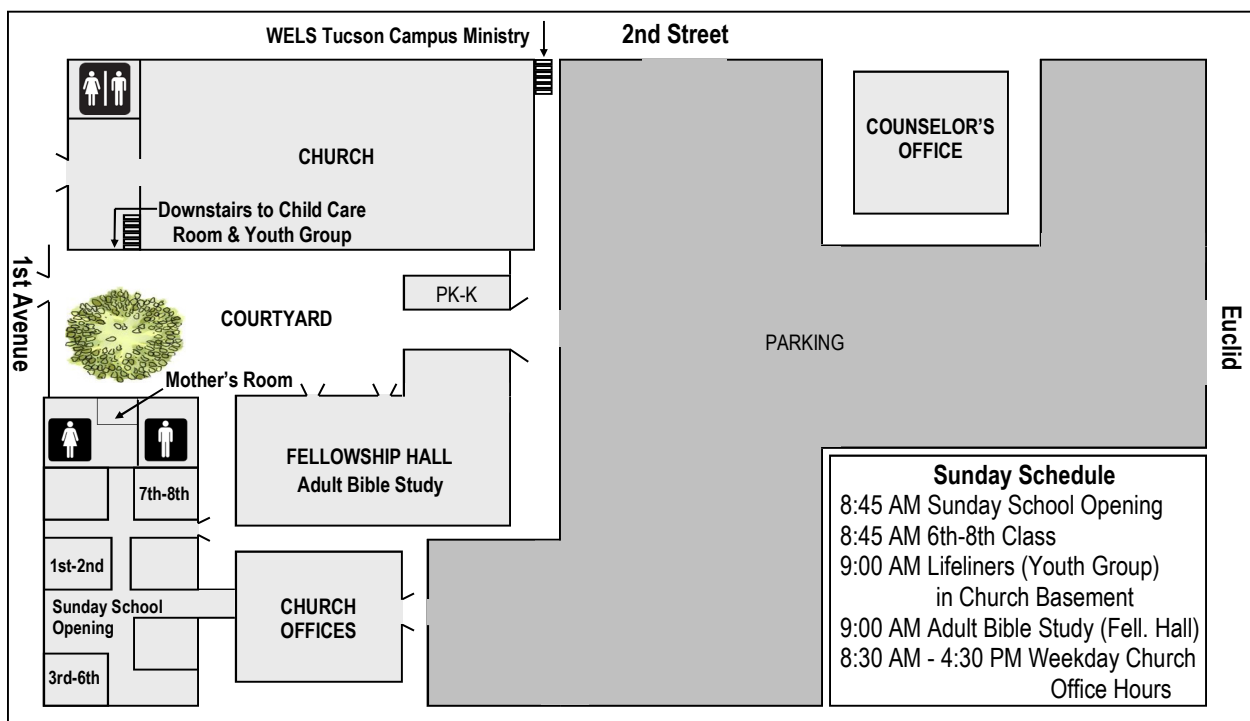 WELS Tucson Campus Ministry
2nd Street
CHURCH
COUNSELOR'S
OFFICE
Downstairs to Child Care
Room & Youth Group
1st Avenue
PK-K
COURTYARD
PARKING
Euclid
Mother's Room
FELLOWSHIP HALL
Adult Bible Study
7th-8th
1st-2nd
Sunday School
Opening
CHURCH
OFFICES
3rd-6th
Sunday Schedule
8:45 AM Sunday School Opening
8:45 AM 6th-8th Class
9:00 AM Lifeliners (Youth Group)
in Church Basement
9:00 AM Adult Bible Study (Fell. Hall)
8:30 AM - 4:30 PM Weekday Church
Office Hours